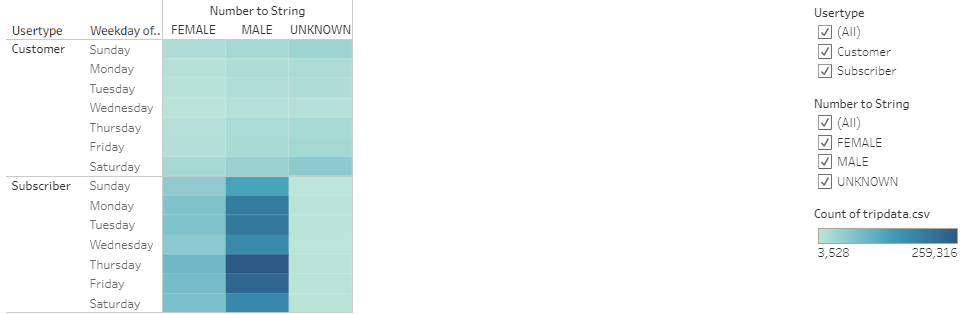 Number to String
Usertype Weekday of.. FEMALE MALE UNKNOWN
Customer Sunday
Monday
Tuesday
Wednesday
Thursday
Friday
Saturday
Subscriber Sunday
Monday
Tuesday
Wednesday
Thursday
Friday
Saturday
Usertype
(All)
Customer
Subscriber
Number to String
(All)
FEMALE
MALE
UNKNOWN
Count of tripdata.csv
3,528 259,316